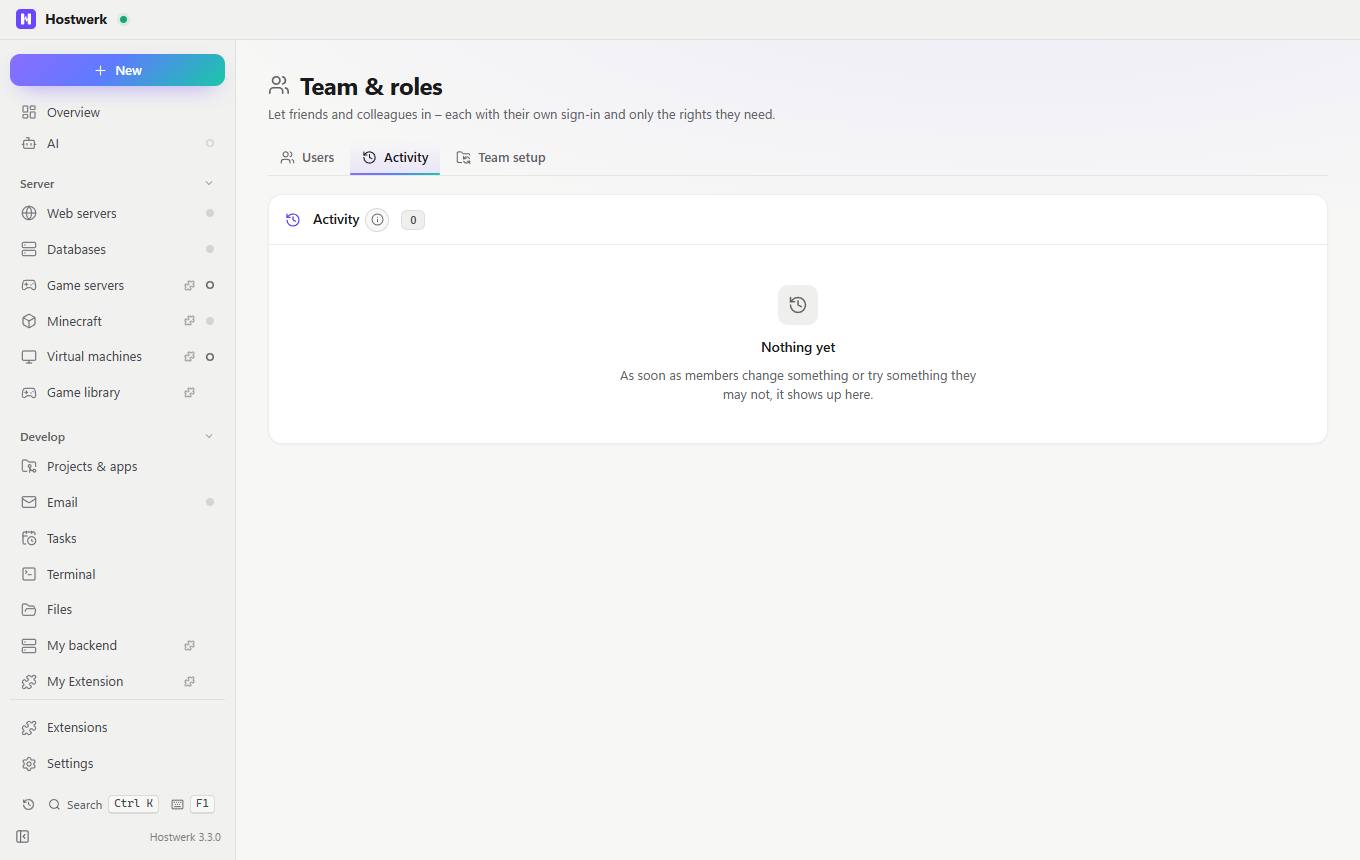 Hostwerk
New
Overview
AI
Server
Web servers
Databases
Game servers
Minecraft
Virtual machines
Game library
Develop
Projects & apps
Email
Tasks
Terminal
Files
My backend
My Extension
Extensions
Settings
Search Ctrl K F1
Hostwerk 3.3.0
Team & roles
Let friends and colleagues in – each with their own sign-in and only the rights they need.
Users Activity Team setup
Activity 0
Nothing yet
As soon as members change something or try something they
may not, it shows up here.